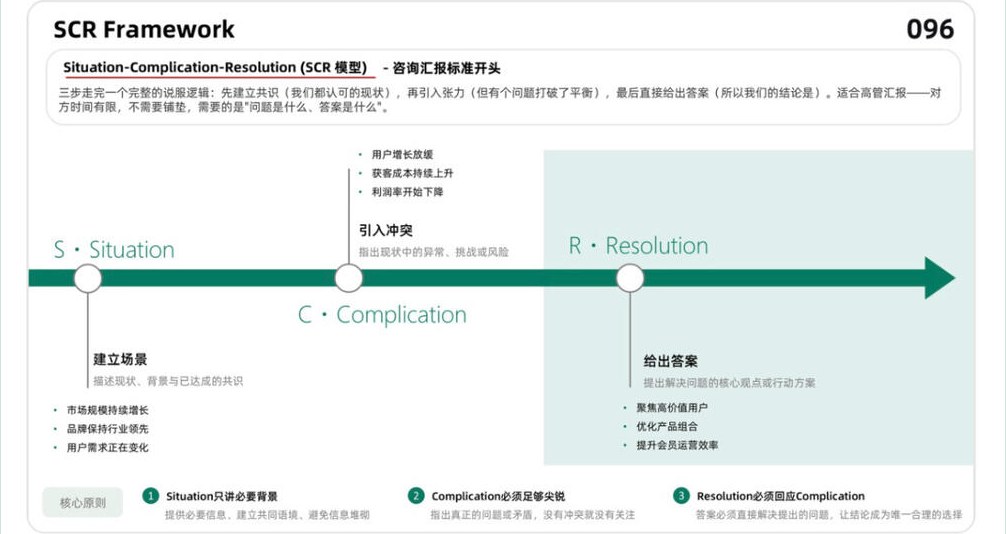 SCR Framework
096
Situation-Complication-Resolution (SCR 模型) - 咨询汇报标准开头
三步走完一个完整的说服逻辑：先建立共识（我们都认可的现状），再引入张力（但有个问题打破了平衡），最后直接给出答案（所以我们的结论是）。适合高管汇报——对
方时间有限，不需要铺垫，需要的是"问题是什么、答案是什么"。
S · Situation
建立场景
描述现状、背景与已达成的共识
• 市场规模持续增长
• 品牌保持行业领先
• 用户需求正在变化
• 用户增长放缓
• 获客成本持续上升
• 利润率开始下降
引入冲突
指出现状中的异常、挑战或风险
C · Complication
R · Resolution
给出答案
提出解决问题的核心观点或行动方案
• 聚焦高价值用户
• 优化产品组合
• 提升会员运营效率
核心原则
1 Situation只讲必要背景
提供必要信息、建立共同语境、避免信息堆砌
2 Complication必须足够尖锐
指出真正的问题或矛盾，没有冲突就没有关注
3 Resolution必须回应Complication
答案必须直接解决提出的问题，让结论成为唯一合理的选择